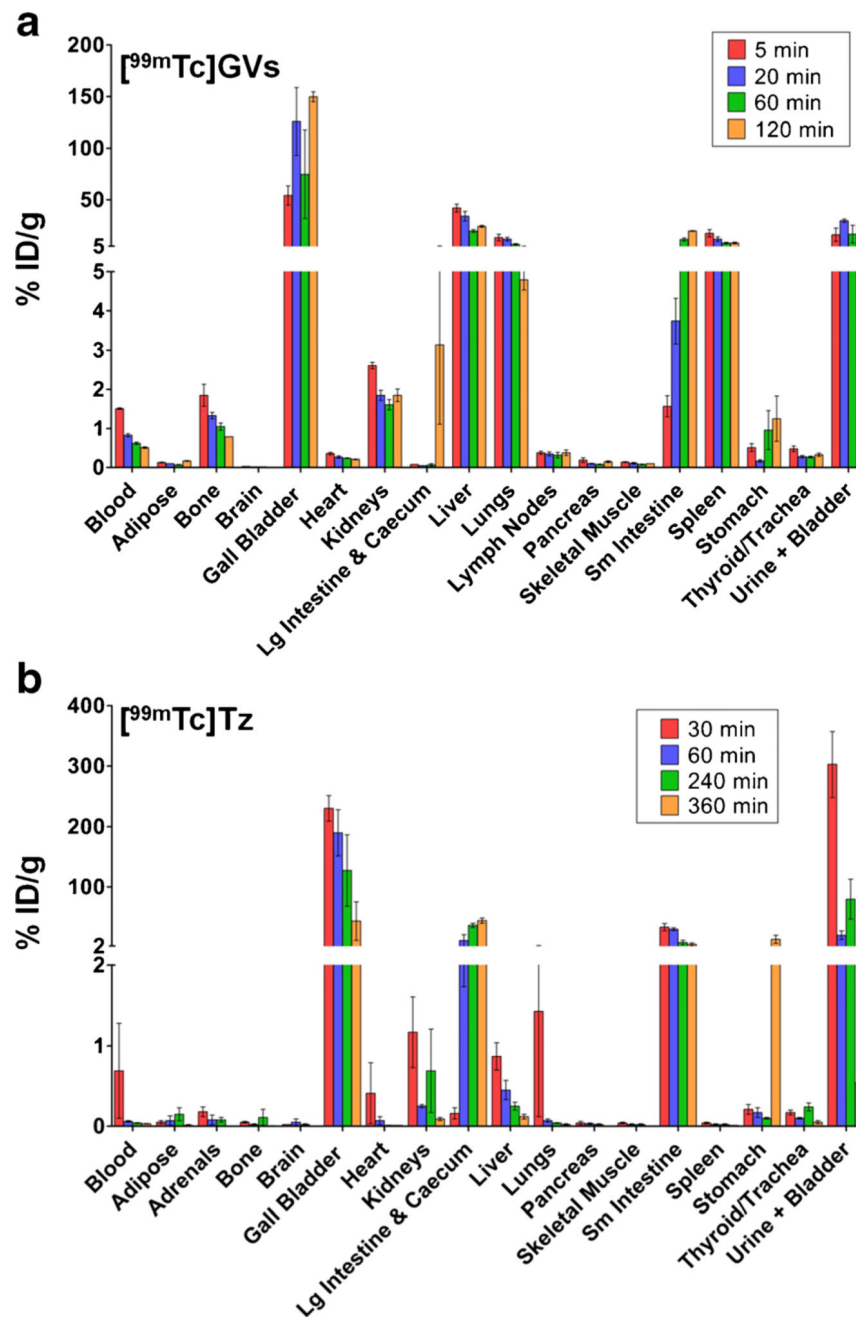 a
[99mTc]GVs
5 min
20 min
60 min
120 min
200
150
100
50
5
5
4
3
2
1
0
% ID/g
Blood
Adipose
Bone
Brain
Gall Bladder
Heart
Kidneys
Lg Intestine & Caecum
Liver
Lungs
Lymph Nodes
Pancreas
Skeletal Muscle
Sm Intestine
Spleen
Stomach
Thyroid/Trachea
Urine + Bladder
b
[99mTc]Tz
30 min
60 min
240 min
360 min
400
300
200
100
2
2
1
0
% ID/g
Blood
Adipose
Adrenals
Bone
Brain
Gall Bladder
Heart
Kidneys
Lg Intestine & Caecum
Liver
Lungs
Pancreas
Skeletal Muscle
Sm Intestine
Spleen
Stomach
Thyroid/Trachea
Urine + Bladder